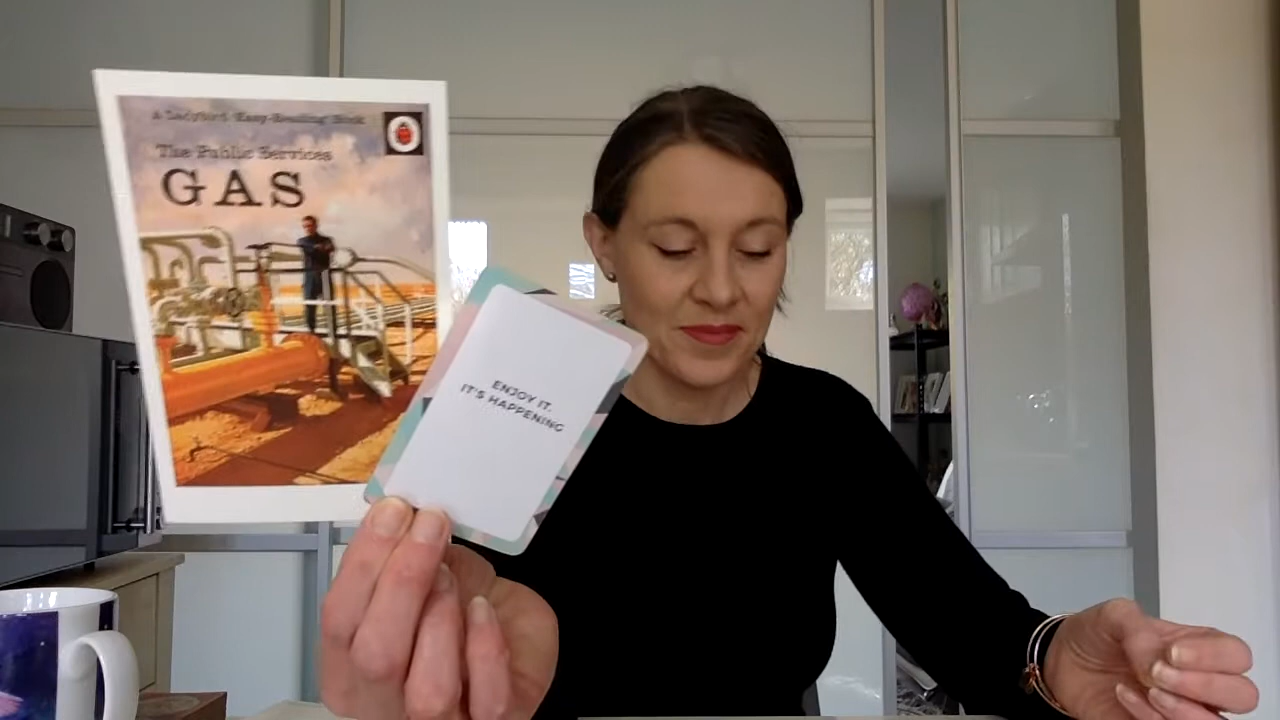 A Ladybird 'Easy-Reading' Book
The Public Services
GAS
ENJOY IT.
IT'S HAPPENING